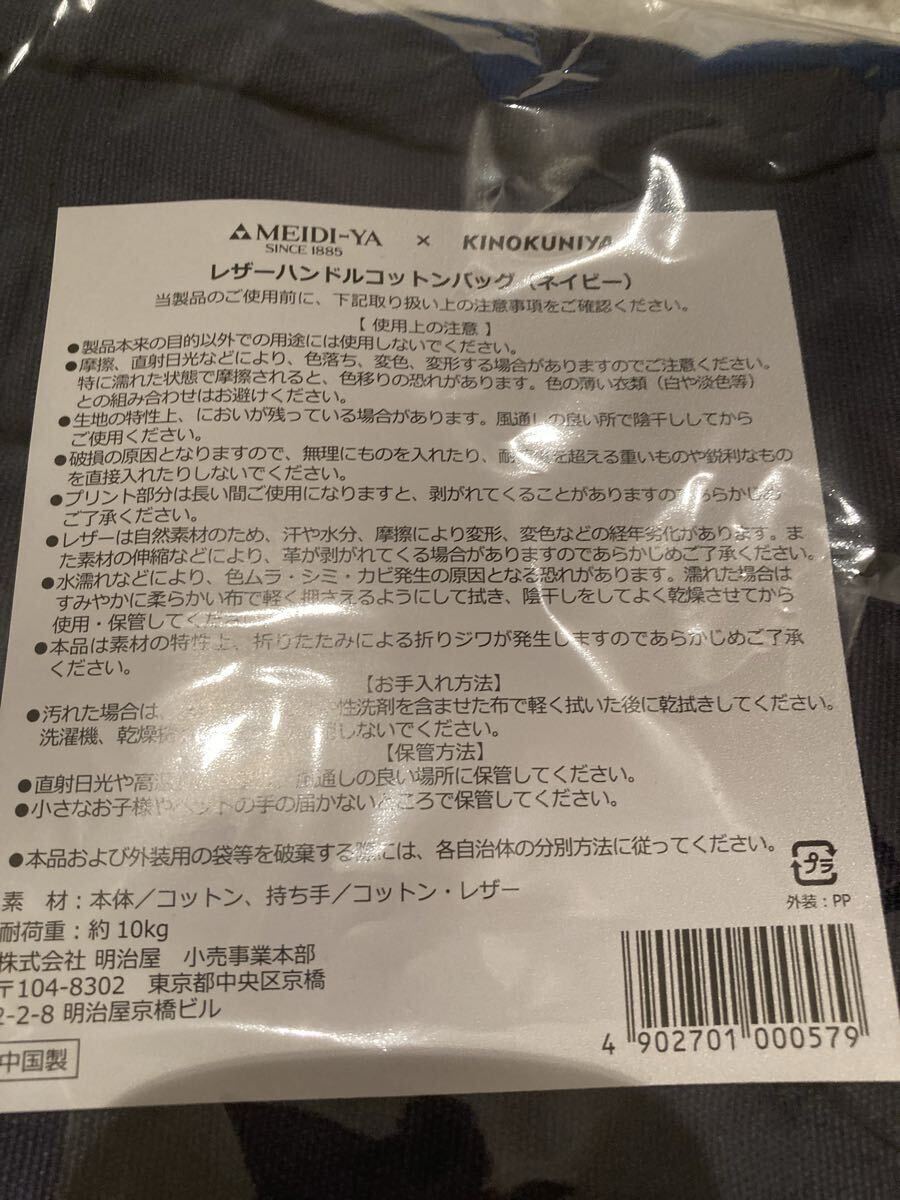 MEIDI-YA × KINOKUNIYA
SINCE 1885
レザーハンドルコットンバッグ（ネイビー）
当製品のご使用前に、下記取り扱い上の注意事項をご確認ください。
【 使用上の注意 】
●製品本来の目的以外での用途には使用しないでください。
●摩擦、直射日光などにより、色落ち、変色、変形する場合がありますのでご注意ください。
特に濡れた状態で摩擦されると、色移りの恐れがあります。色の薄い衣類（白や淡色等）
との組み合わせはお避けください。
●生地の特性上、においが残っている場合があります。風通しの良い所で陰干ししてから
ご使用ください。
●破損の原因となりますので、無理にものを入れたり、耐 を超える重いものや鋭利なもの
を直接入れたりしないでください。
●プリント部分は長い間ご使用になりますと、剥がれてくることがありますのであらかじめ
ご了承ください。
●レザーは自然素材のため、汗や水分、摩擦により変形、変色などの経年劣化があります。ま
た素材の伸縮などにより、革が剥がれてくる場合がありますのであらかじめご了承ください。
●水濡れなどにより、色ムラ・シミ・カビ発生の原因となる恐れがあります。濡れた場合は
すみやかに柔らかい布で軽く押さえるようにして拭き、陰干しをしてよく乾燥させてから
使用・保管してください。
●本品は素材の特性上、折りたたみによる折りジワが発生しますのであらかじめご了承
ください。
【お手入れ方法】
●汚れた場合は、 性洗剤を含ませた布で軽く拭いた後に乾拭きしてください。
洗濯機、乾燥機 しないでください。
【保管方法】
●直射日光や高温 風通しの良い場所に保管してください。
●小さなお子様やペットの手の届かないところで保管してください。
●本品および外装用の袋等を破棄する際には、各自治体の分別方法に従ってください。
プラ
外装：PP
素 材：本体／コットン、持ち手／コットン・レザー
耐荷重：約10kg
株式会社 明治屋 小売事業本部
〒104-8302 東京都中央区京橋
2-2-8 明治屋京橋ビル
中国製
4 902701 000579